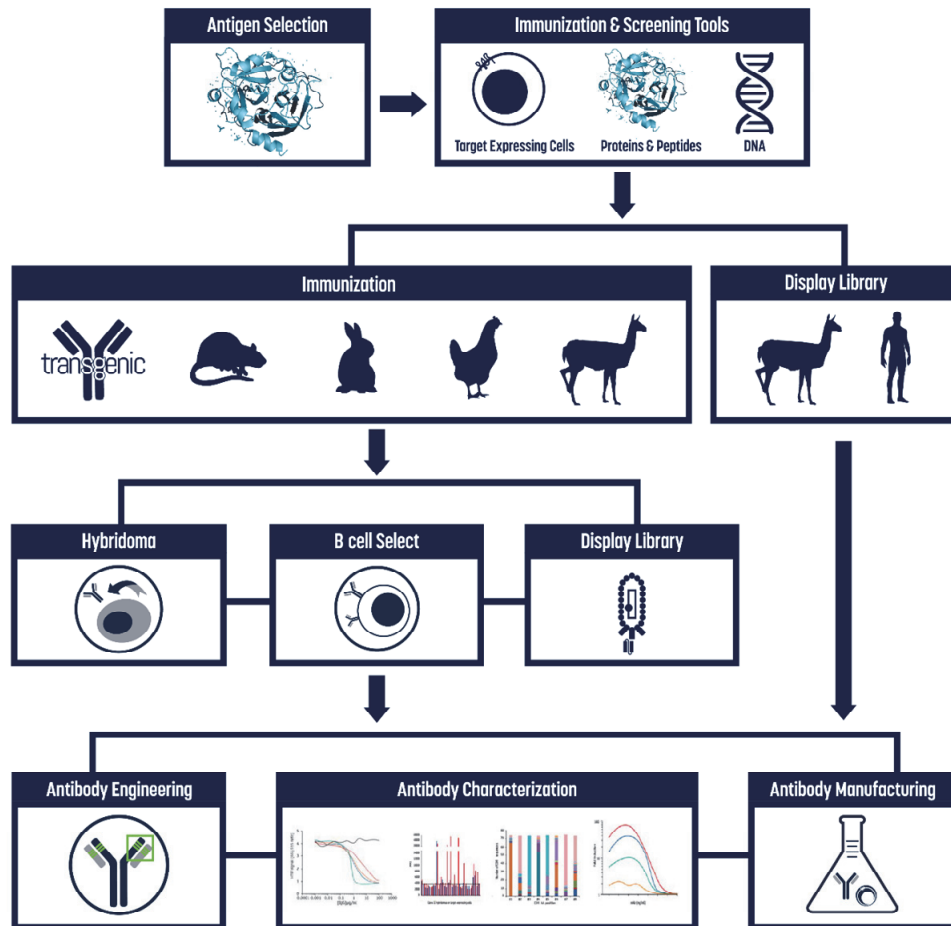 Antigen Selection
Immunization & Screening Tools
Target Expressing Cells
Proteins & Peptides
DNA
Immunization
Display Library
transgenic
Hybridoma
B cell Select
Display Library
Antibody Engineering
Antibody Characterization
Antibody Manufacturing